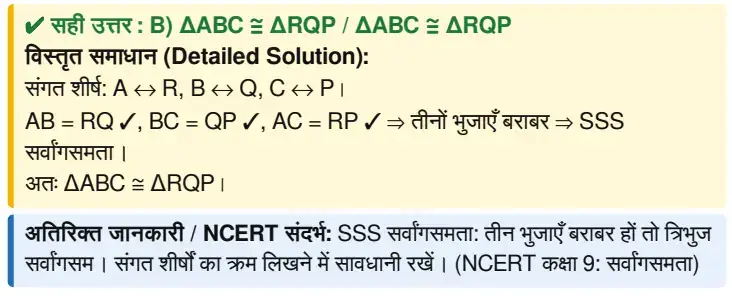 ✔ सही उत्तर : B) ΔABC ≅ ΔRQP / ΔABC ≅ ΔRQP
विस्तृत समाधान (Detailed Solution):
संगत शीर्ष: A ↔ R, B ↔ Q, C ↔ P।
AB = RQ ✓, BC = QP ✓, AC = RP ✓ ⇒ तीनों भुजाएँ बराबर ⇒ SSS
सर्वांगसमता।
अतः ΔABC ≅ ΔRQP।
अतिरिक्त जानकारी / NCERT संदर्भ: SSS सर्वांगसमता: तीन भुजाएँ बराबर हों तो त्रिभुज
सर्वांगसम। संगत शीर्षों का क्रम लिखने में सावधानी रखें। (NCERT कक्षा 9: सर्वांगसमता)